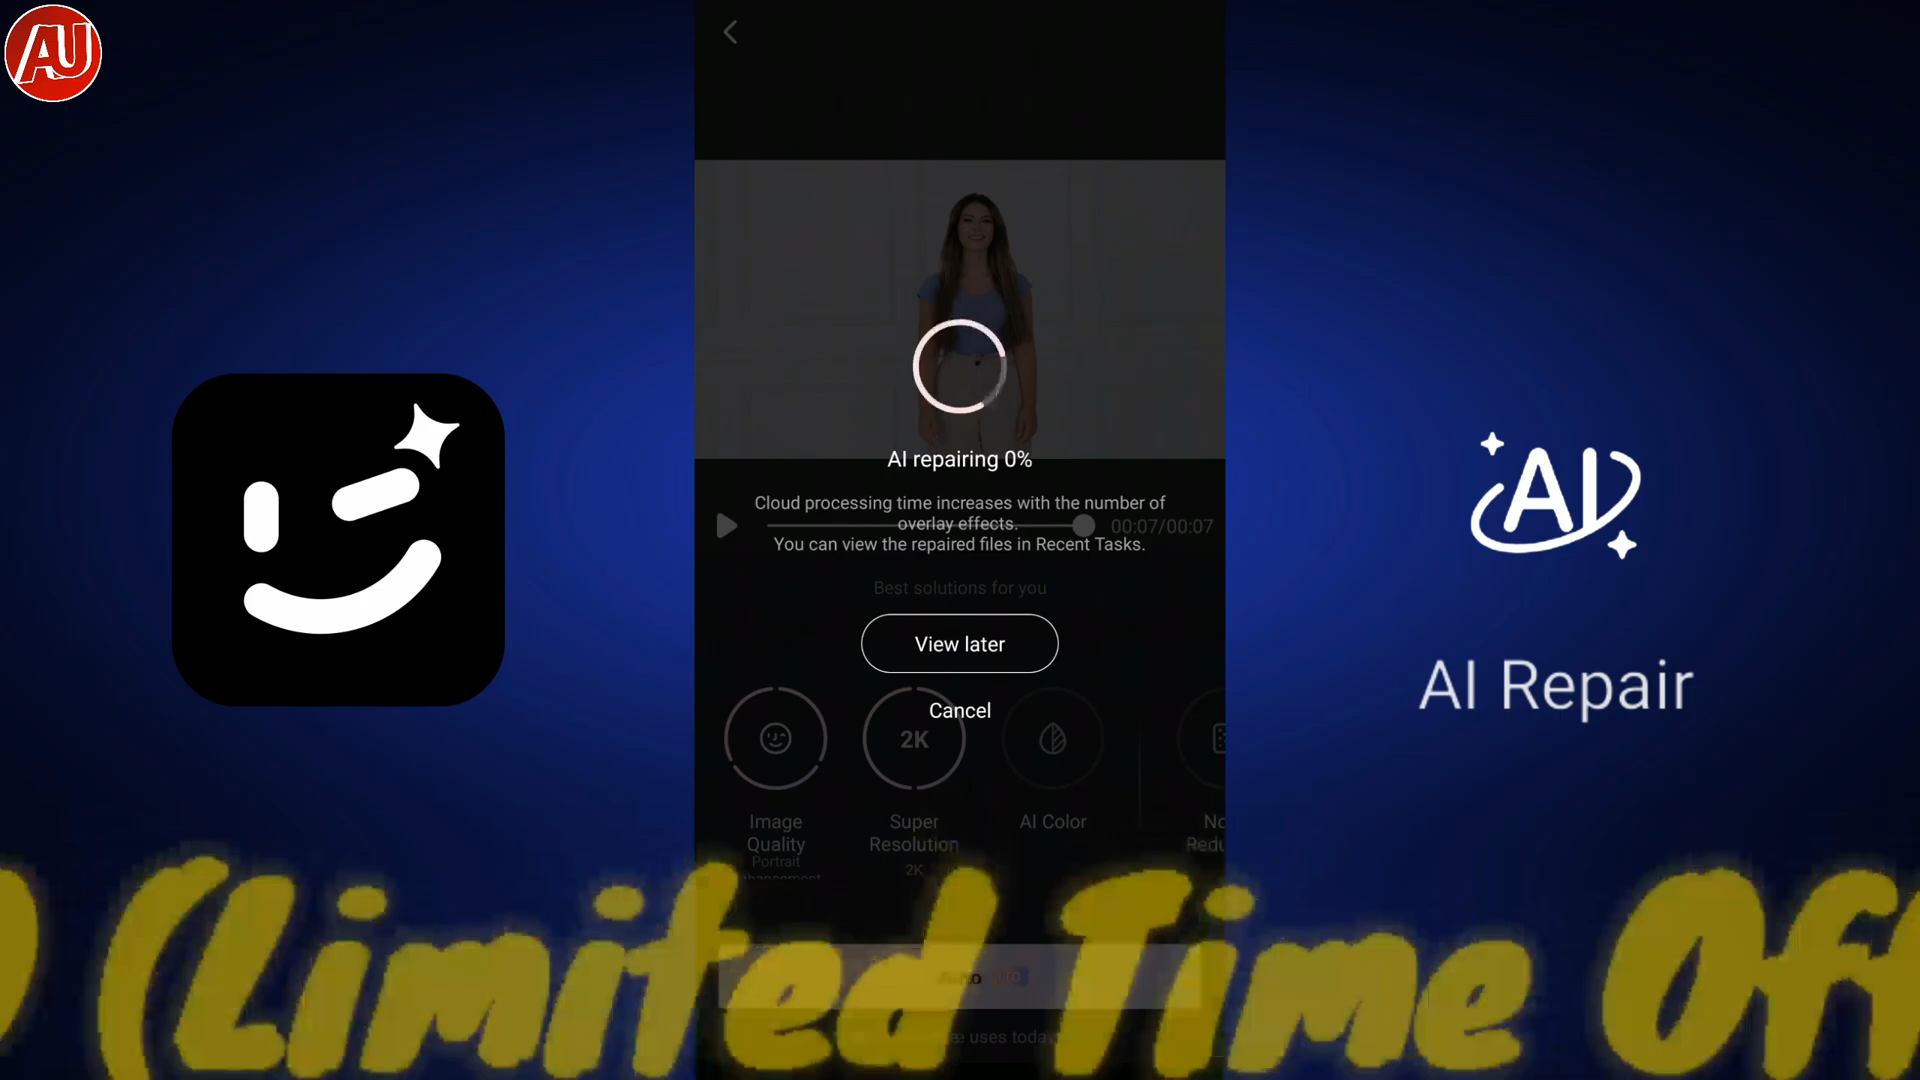 AU
AI repairing 0%
Cloud processing time increases with the number of
overlay effects.
00:07/00:07
You can view the repaired files in Recent Tasks.
Best solutions for you
View later
Cancel
2K
Image
Quality
Portrait
Super
Resolution
2K
AI Color
AI
AI Repair
(Limited Time Off
uses today